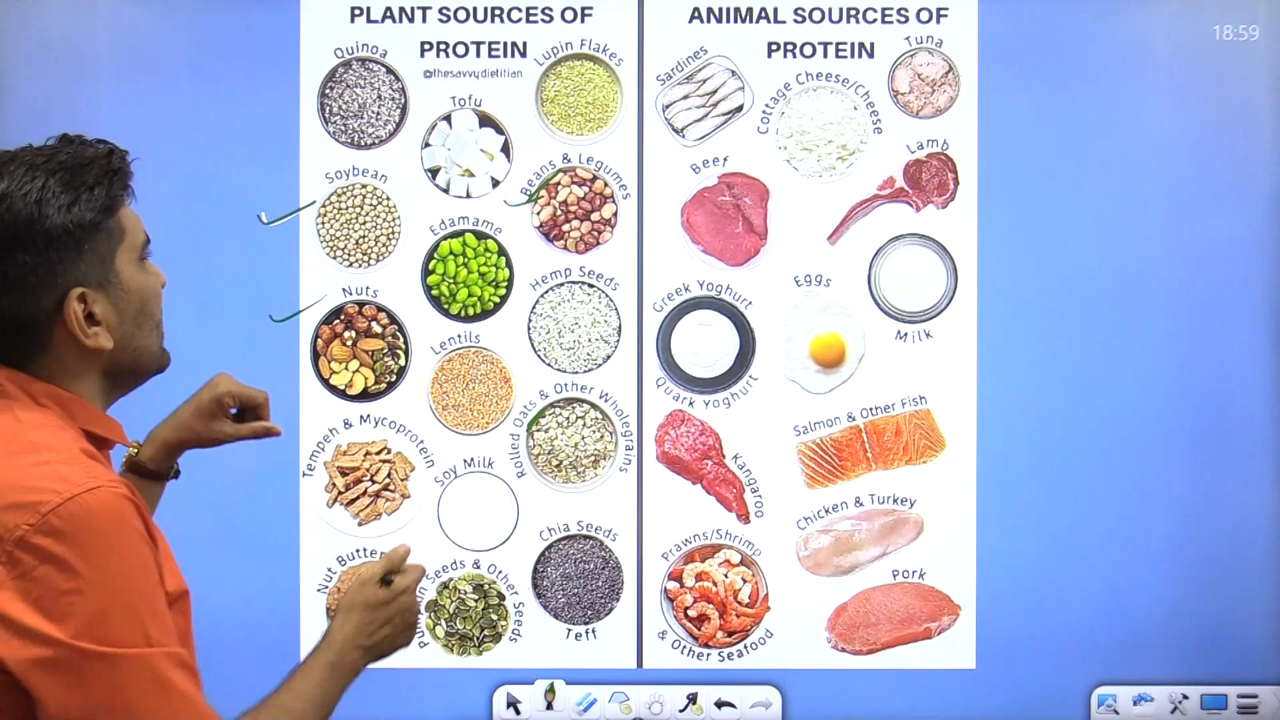 PLANT SOURCES OF
PROTEIN
@thesavvydietitian
Quinoa
Lupin Flakes
Tofu
Soybean
Beans & Legumes
Edamame
Nuts
Hemp Seeds
Lentils
Rolled Oats & Other Wholegrains
Tempeh & Mycoprotein
Soy Milk
Chia Seeds
Nut Butter
Seeds & Other Seeds
Teff
ANIMAL SOURCES OF
PROTEIN
Sardines
Tuna
Cottage Cheese/Cheese
Beef
Lamb
Greek Yoghurt
Quark Yoghurt
Eggs
Milk
Salmon & Other Fish
Kangaroo
Chicken & Turkey
Prawns/Shrimp
& Other Seafood
Pork
18:59